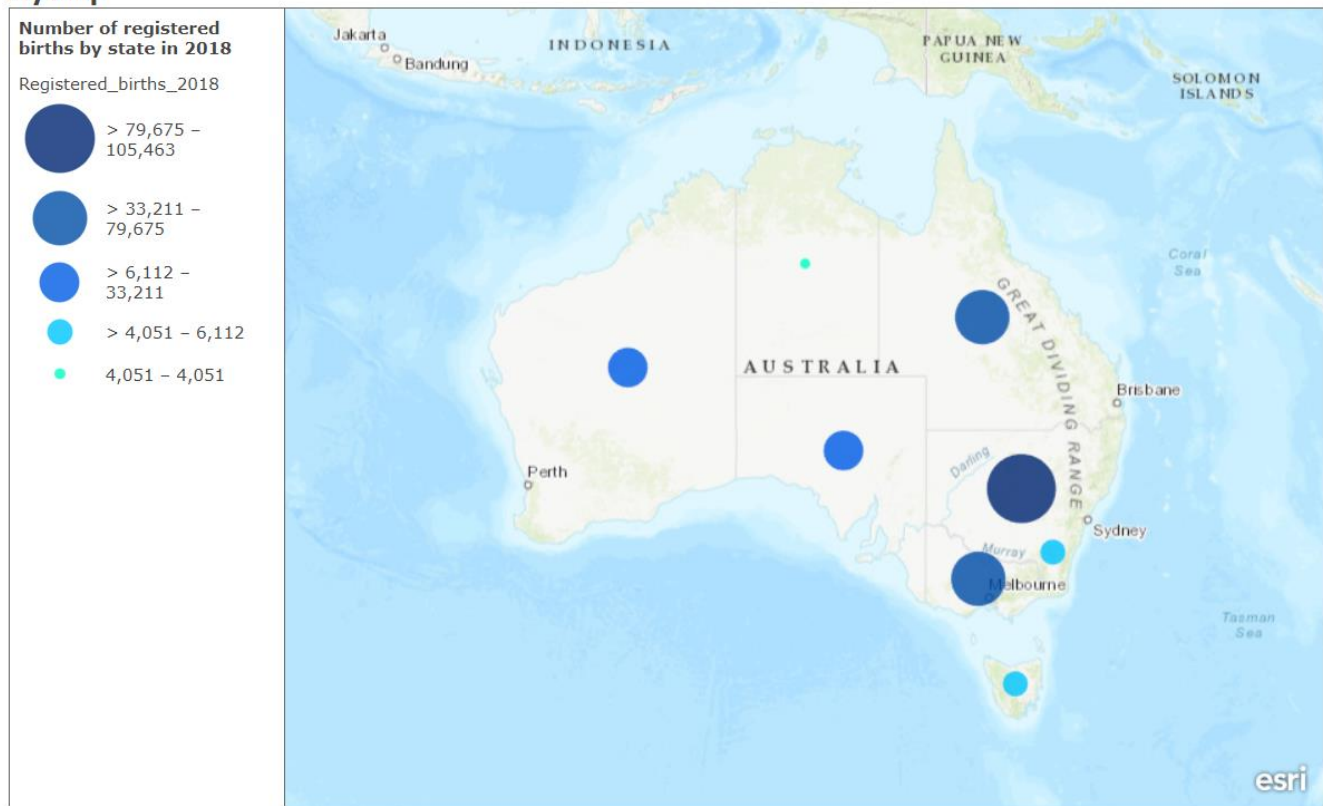 Number of registered
births by state in 2018
Registered_births_2018
> 79,675 –
105,463
> 33,211 –
79,675
> 6,112 –
33,211
> 4,051 – 6,112
4,051 – 4,051
Jakarta
Bandung
INDONESIA
PAPUA NEW
GUINEA
SOLOMON
ISLANDS
Coral
Sea
GREAT DIVIDING RANGE
AUSTRALIA
Brisbane
Darling
Perth
Sydney
Murray
Melbourne
Tasman
Sea
esri